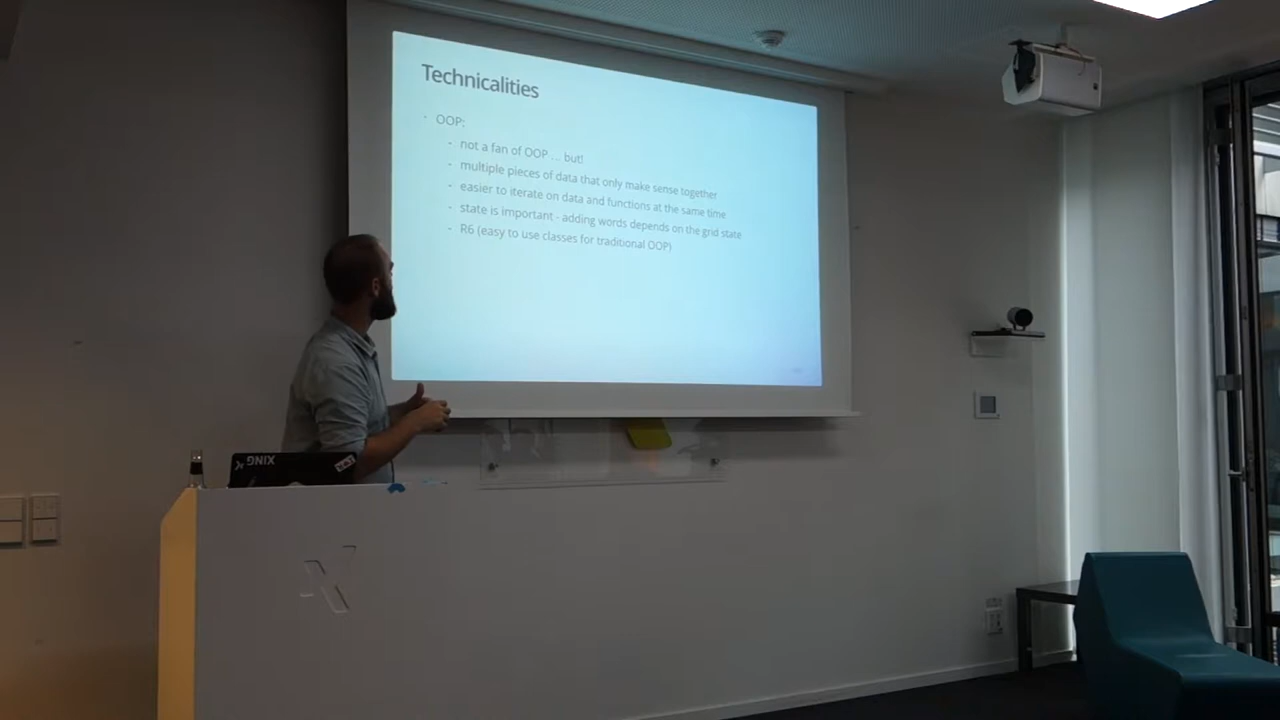 Technicalities
· OOP:
- not a fan of OOP ... but!
- multiple pieces of data that only make sense together
- easier to iterate on data and functions at the same time
- state is important - adding words depends on the grid state
- R6 (easy to use classes for traditional OOP)
XING